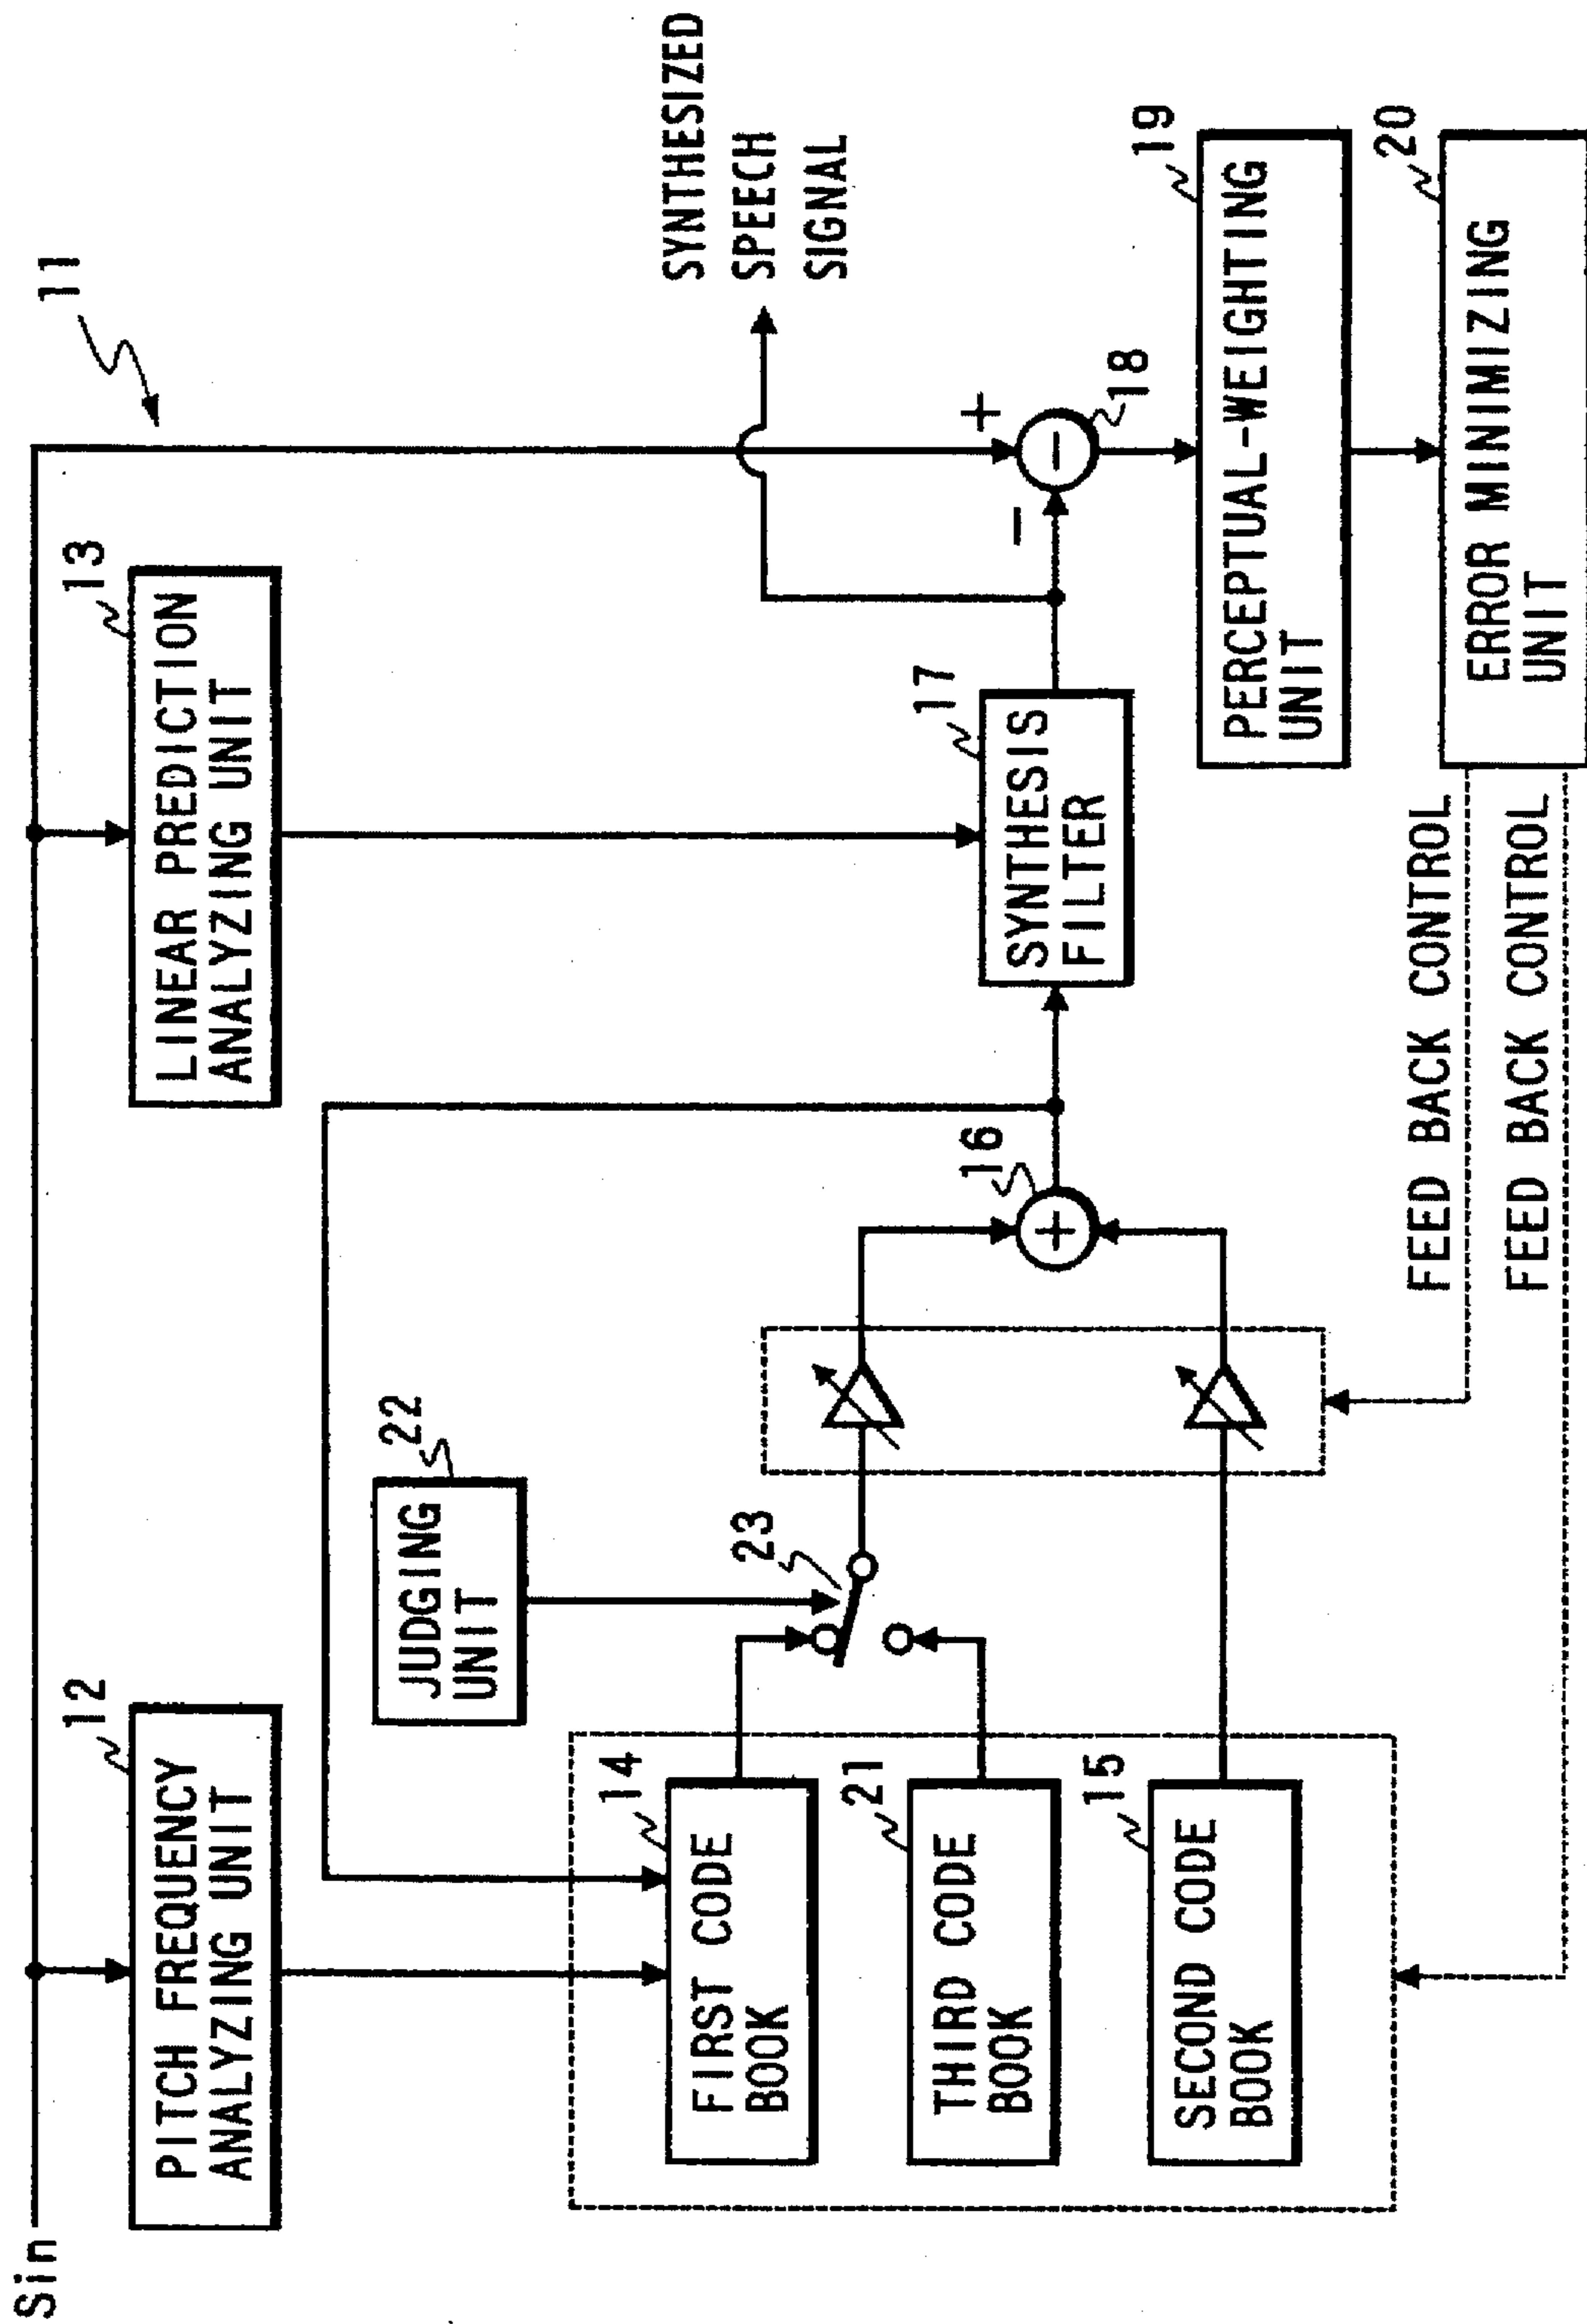 Sin
11
12
PITCH FREQUENCY
ANALYZING UNIT
13
LINEAR PREDICTION
ANALYZING UNIT
22
JUDGING
UNIT
SYNTHESIZED
SPEECH
SIGNAL
14
FIRST CODE
BOOK
23
21
THIRD CODE
BOOK
16
+
17
SYNTHESIS
FILTER
+
−
−
18
15
SECOND CODE
BOOK
19
PERCEPTUAL-WEIGHTING
UNIT
FEED BACK CONTROL
FEED BACK CONTROL
20
ERROR MINIMIZING
UNIT